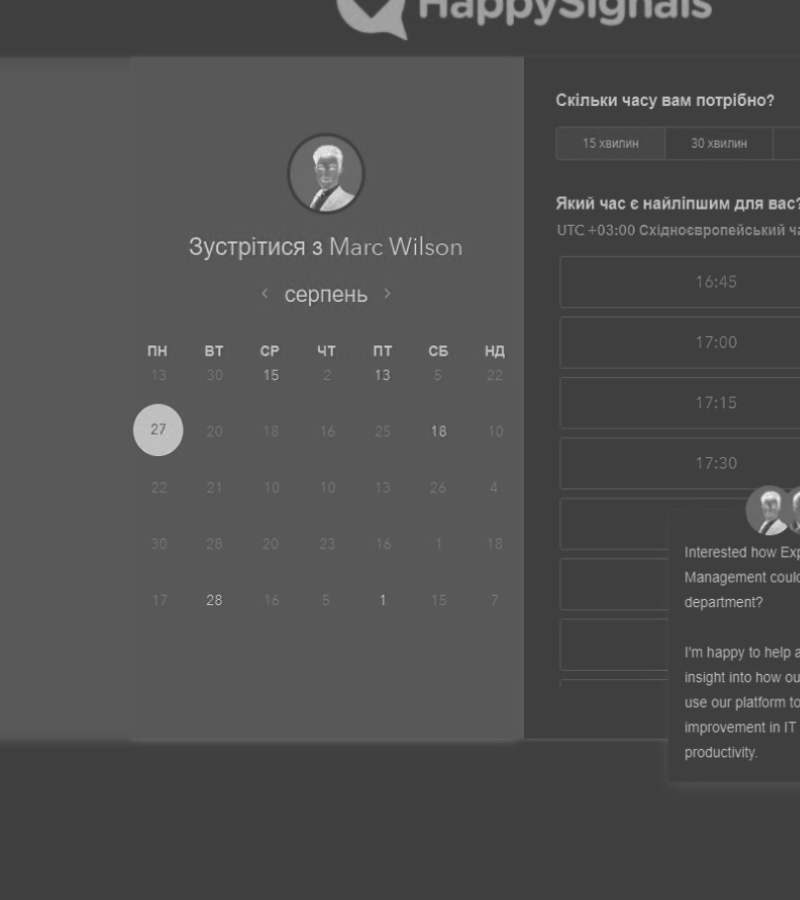 HappySignals
Зустрітися з Marc Wilson
серпень
ПН ВТ СР ЧТ ПТ СБ НД
13 30 15 2 13 5 22
27 20 18 16 25 18 10
22 21 10 10 13 26 4
30 28 20 23 16 1 18
17 28 16 5 1 15 7
Скільки часу вам потрібно?
15 хвилин 30 хвилин
Який час є найліпшим для вас?
UTC +03:00 Східноєвропейський ча
16:45
17:00
17:15
17:30
Interested how Exp
Management could
department?
I'm happy to help a
insight into how ou
use our platform to
improvement in IT
productivity.